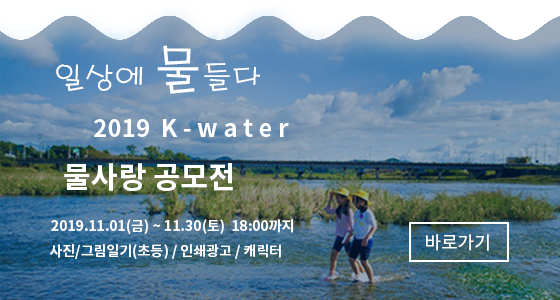 일상에 물들다
2019 K-water
물사랑 공모전
2019.11.01(금) ~ 11.30(토) 18:00까지
사진/그림일기(초등) / 인쇄광고 / 캐릭터
바로가기